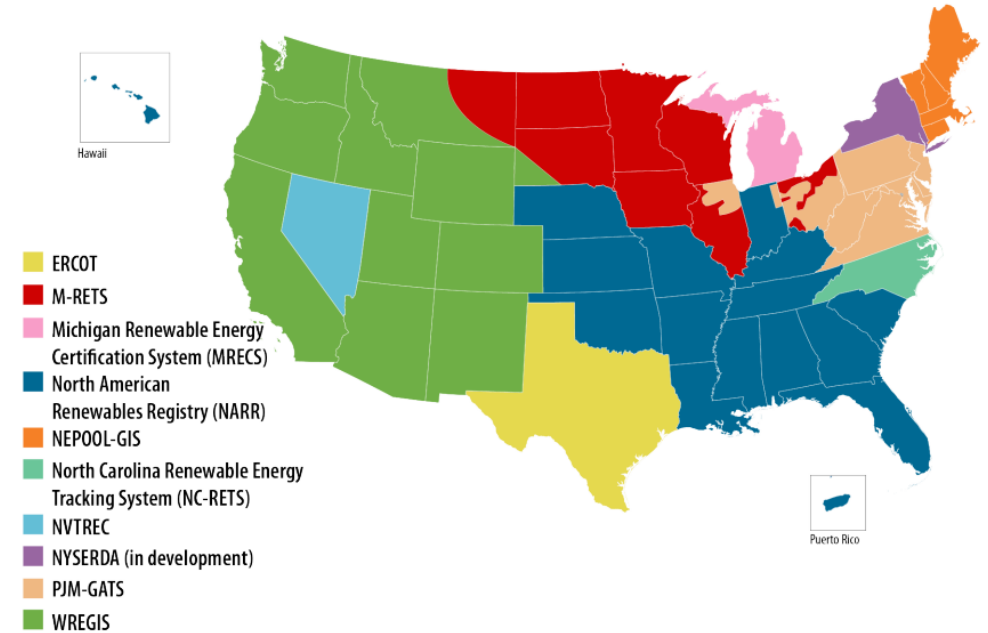 Hawaii
ERCOT
M-RETS
Michigan Renewable Energy
Certification System (MRECS)
North American
Renewables Registry (NARR)
NEPOOL-GIS
North Carolina Renewable Energy
Tracking System (NC-RETS)
NVTREC
NYSERDA (in development)
PJM-GATS
WREGIS
Puerto Rico